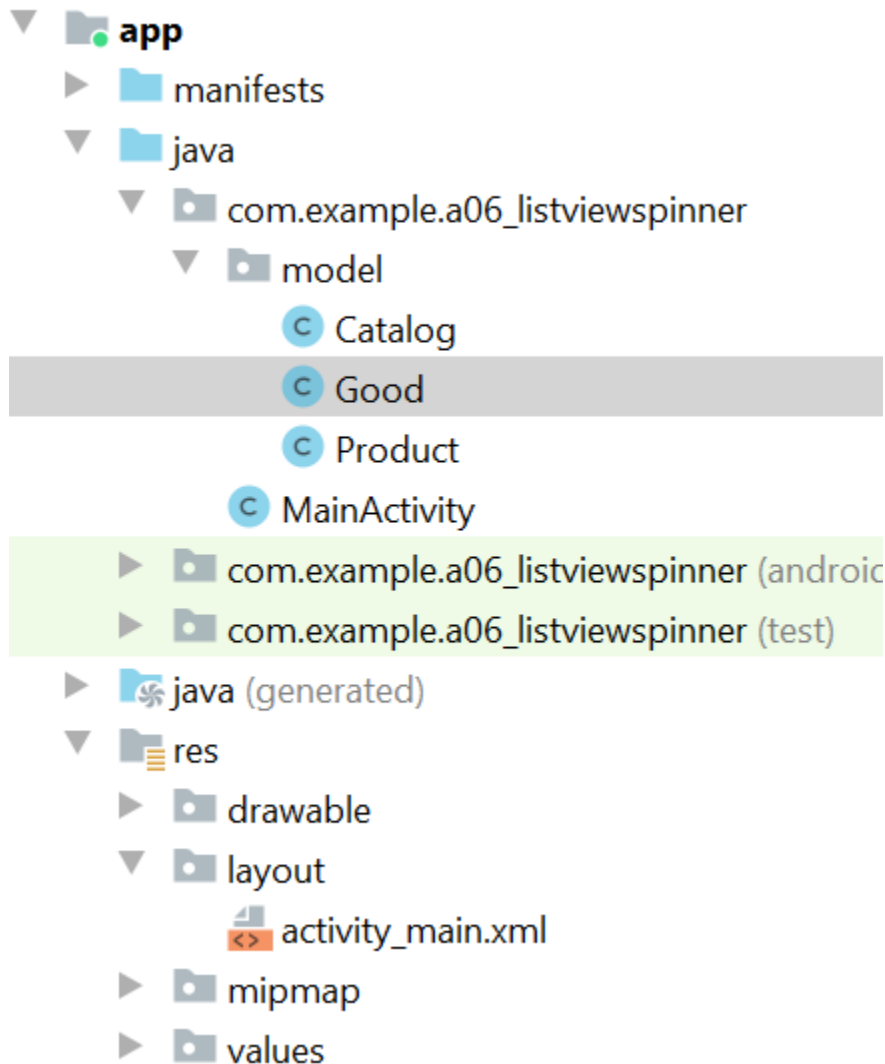 app
manifests
java
com.example.a06_listviewspinner
model
C Catalog
C Good
C Product
C MainActivity
com.example.a06_listviewspinner (androic
com.example.a06_listviewspinner (test)
java (generated)
res
drawable
layout
<> activity_main.xml
mipmap
values